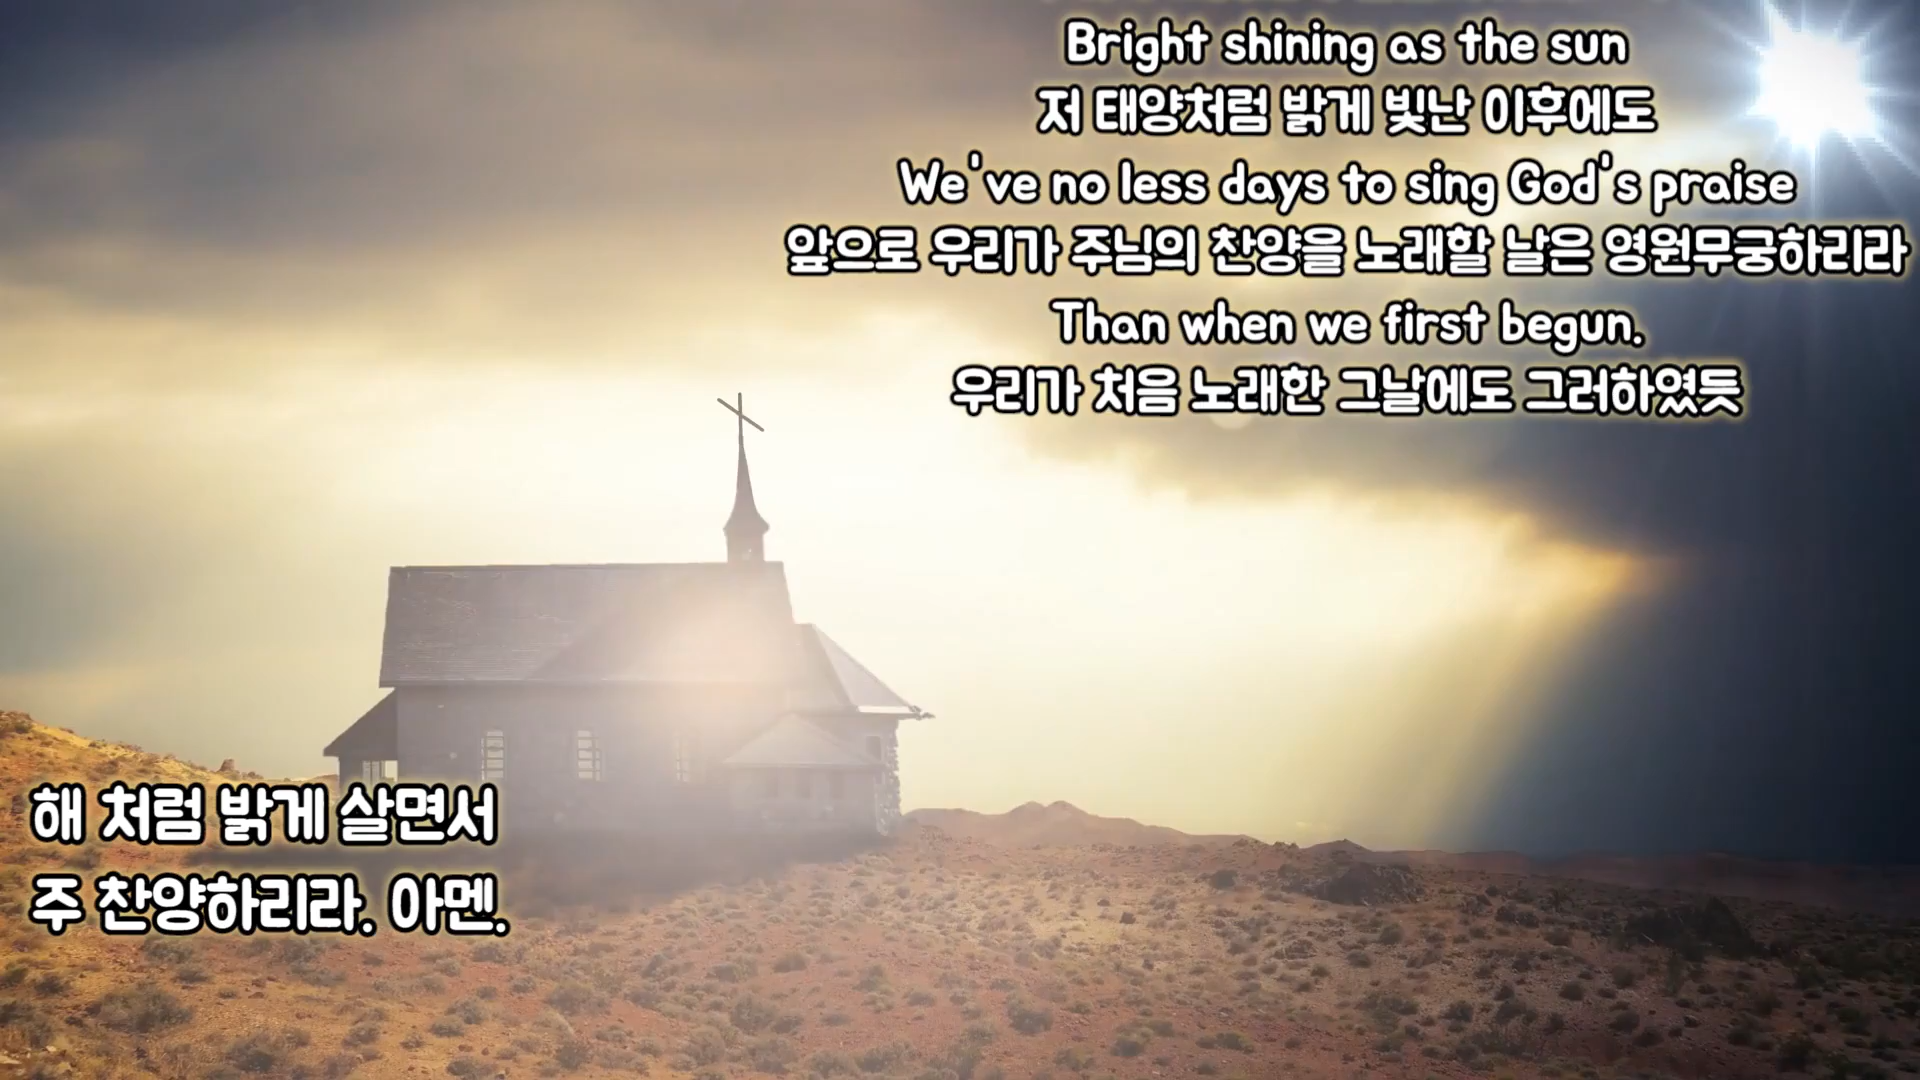 Bright shining as the sun
저 태양처럼 밝게 빛난 이후에도
We've no less days to sing God's praise
앞으로 우리가 주님의 찬양을 노래할 날은 영원무궁하리라
Than when we first begun.
우리가 처음 노래한 그날에도 그러하였듯
해 처럼 밝게 살면서
주 찬양하리라. 아멘.